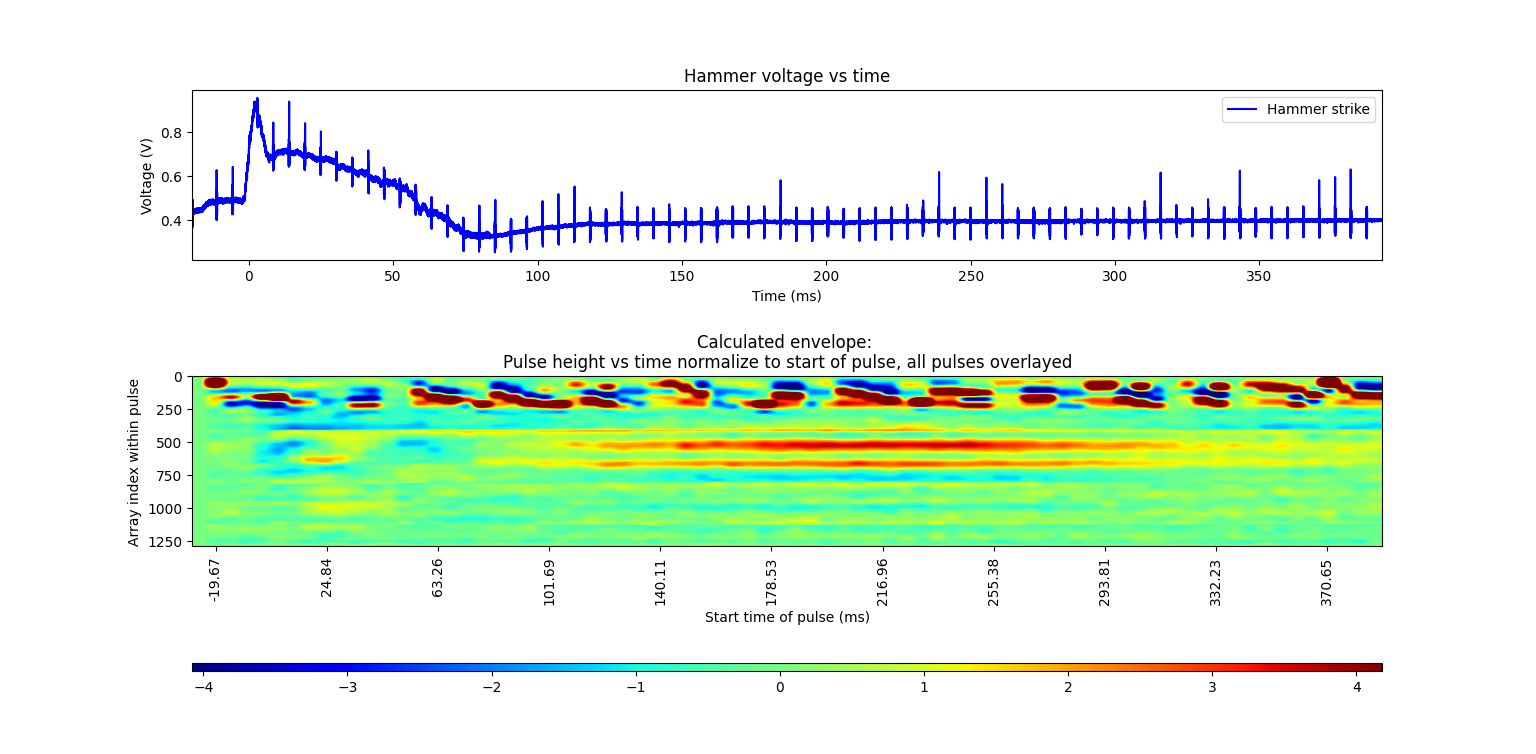 Hammer voltage vs time
Hammer strike
Voltage (V)
0.8
0.6
0.4
0 50 100 150 200 250 300 350
Time (ms)
Calculated envelope:
Pulse height vs time normalize to start of pulse, all pulses overlayed
Array index within pulse
0
250
500
750
1000
1250
-19.67 24.84 63.26 101.69 140.11 178.53 216.96 255.38 293.81 332.23 370.65
Start time of pulse (ms)
−4 −3 −2 −1 0 1 2 3 4